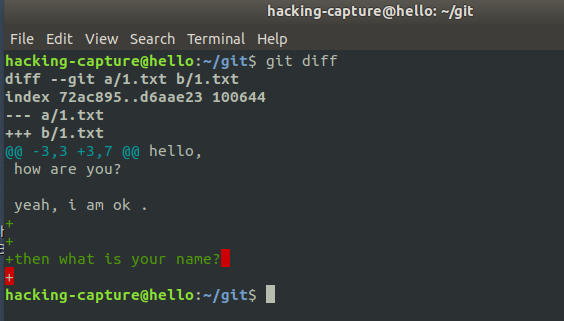 hacking-capture@hello: ~/git
File Edit View Search Terminal Help
hacking-capture@hello:~/git$ git diff
diff --git a/1.txt b/1.txt
index 72ac895..d6aae23 100644
--- a/1.txt
+++ b/1.txt
@@ -3,3 +3,7 @@ hello,
 how are you?

 yeah, i am ok .
+
+
+then what is your name?
+
hacking-capture@hello:~/git$